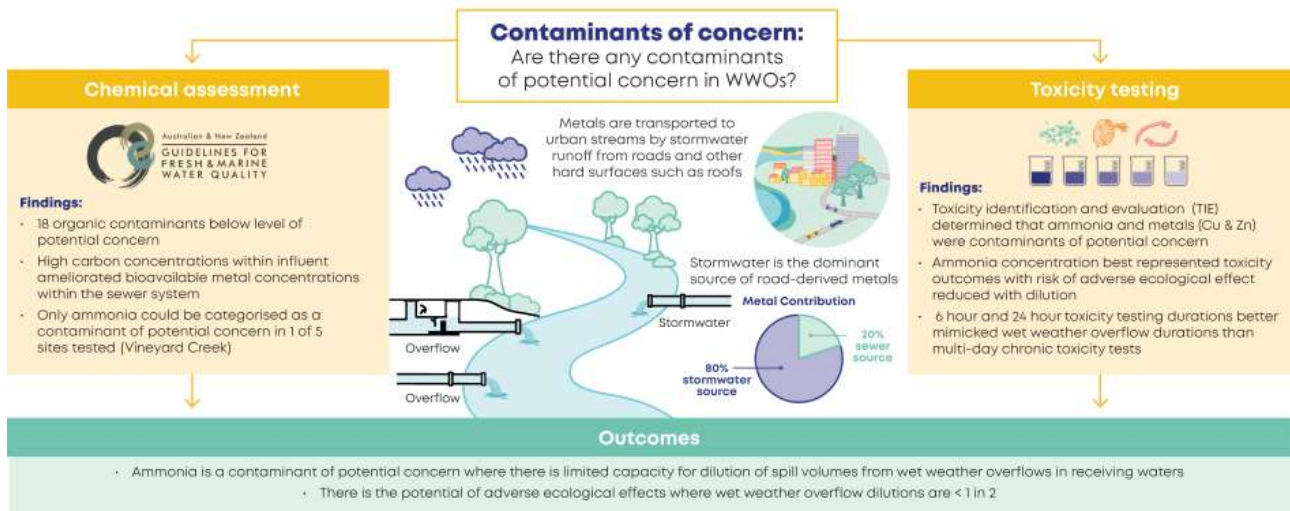 Contaminants of concern:
Are there any contaminants
of potential concern in WWOs?
Chemical assessment
Australian & New Zealand
GUIDELINES FOR
FRESH & MARINE
WATER QUALITY
Findings:
• 18 organic contaminants below level of
potential concern
• High carbon concentrations within influent
ameliorated bioavailable metal concentrations
within the sewer system
• Only ammonia could be categorised as a
contaminant of potential concern in 1 of 5
sites tested (Vineyard Creek)
Metals are transported to
urban streams by stormwater
runoff from roads and other
hard surfaces such as roofs
Stormwater is the dominant
source of road-derived metals
Overflow
Overflow
Stormwater
Metal Contribution
20%
sewer
source
80%
stormwater
source
Toxicity testing
Findings:
• Toxicity identification and evaluation (TIE)
determined that ammonia and metals (Cu & Zn)
were contaminants of potential concern
• Ammonia concentration best represented toxicity
outcomes with risk of adverse ecological effect
reduced with dilution
• 6 hour and 24 hour toxicity testing durations better
mimicked wet weather overflow durations than
multi-day chronic toxicity tests
Outcomes
• Ammonia is a contaminant of potential concern where there is limited capacity for dilution of spill volumes from wet weather overflows in receiving waters
• There is the potential of adverse ecological effects where wet weather overflow dilutions are < 1 in 2